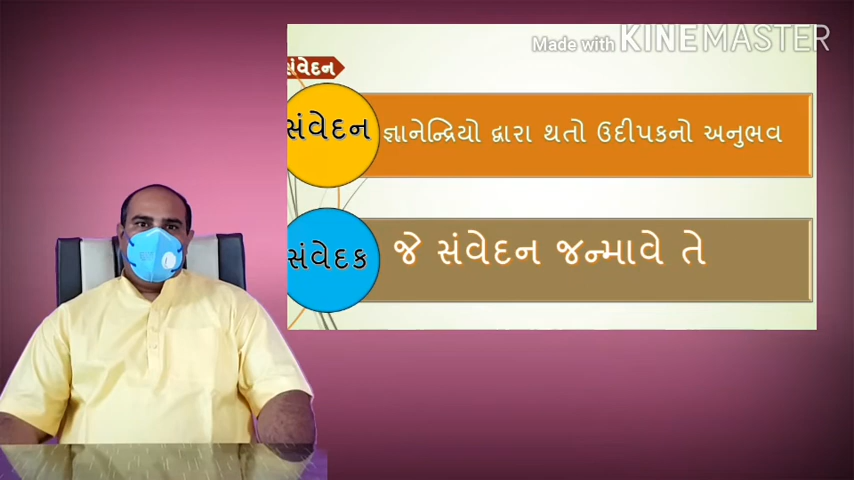 Made with KINEMASTER
સંવેદન
સંવેદન
જ્ઞાનેન્દ્રિયો દ્વારા થતો ઉદીપકનો અનુભવ
સંવેદક
જે સંવેદન જન્માવે તે